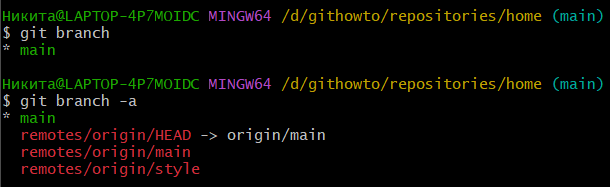 Никита@LAPTOP-4P7MOIDC MINGW64 /d/githowto/repositories/home (main)
$ git branch
* main
Никита@LAPTOP-4P7MOIDC MINGW64 /d/githowto/repositories/home (main)
$ git branch -a
* main
remotes/origin/HEAD -> origin/main
remotes/origin/main
remotes/origin/style